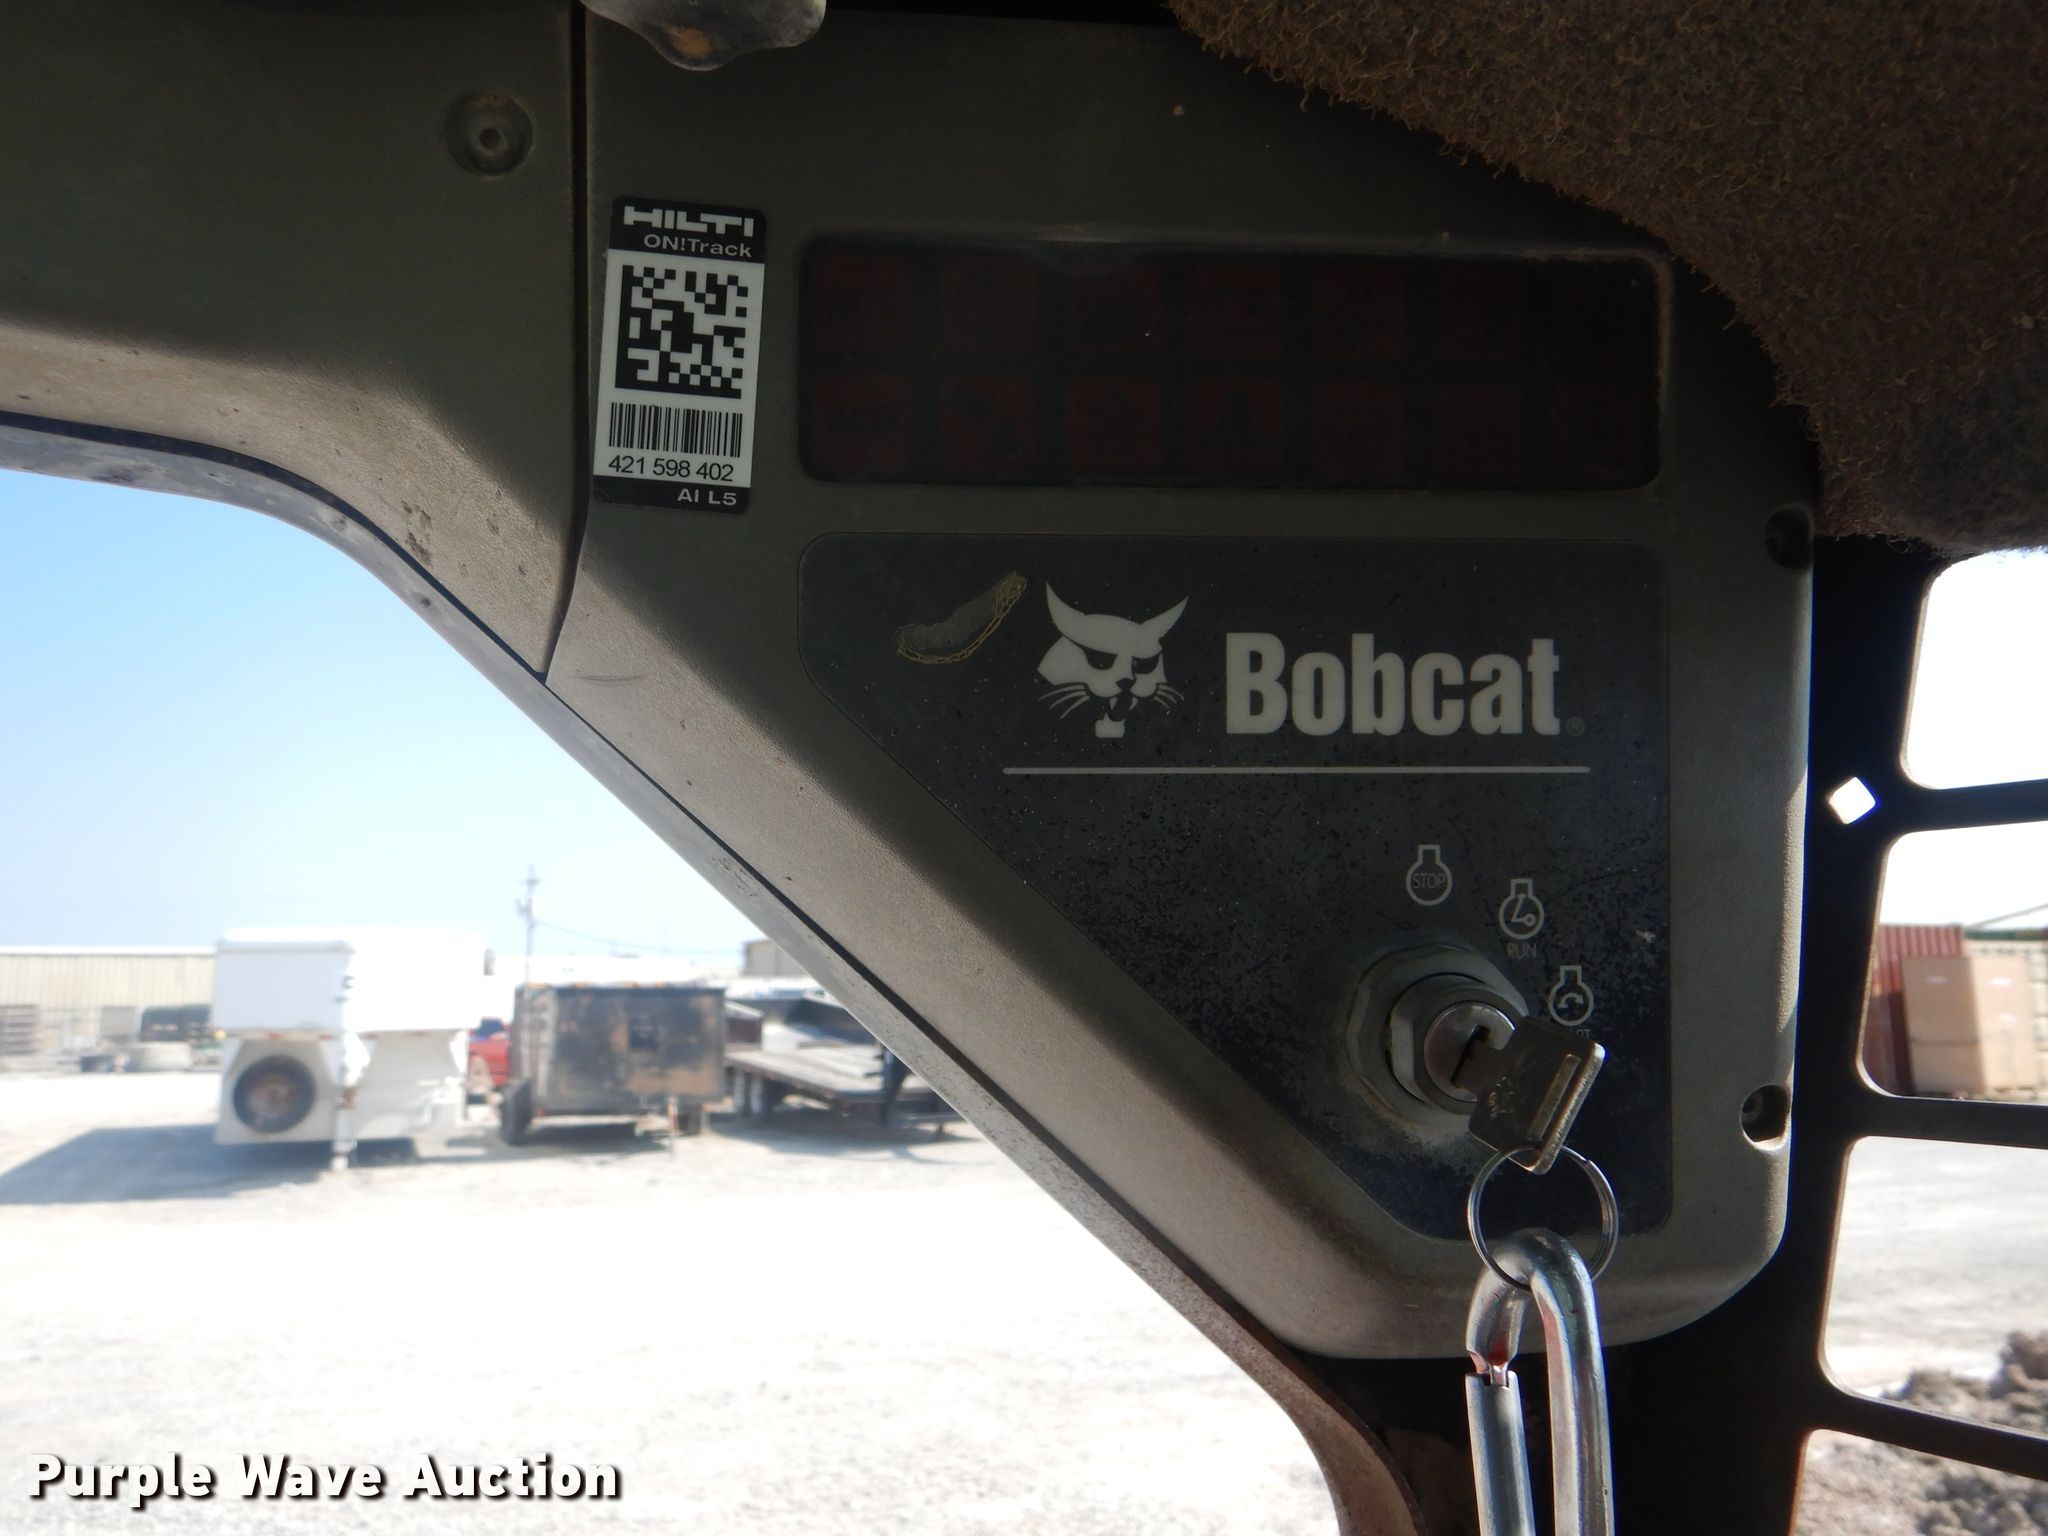 HILTI
ON!Track
421 598 402
AI L5
Bobcat®
STOP
RUN
Purple Wave Auction